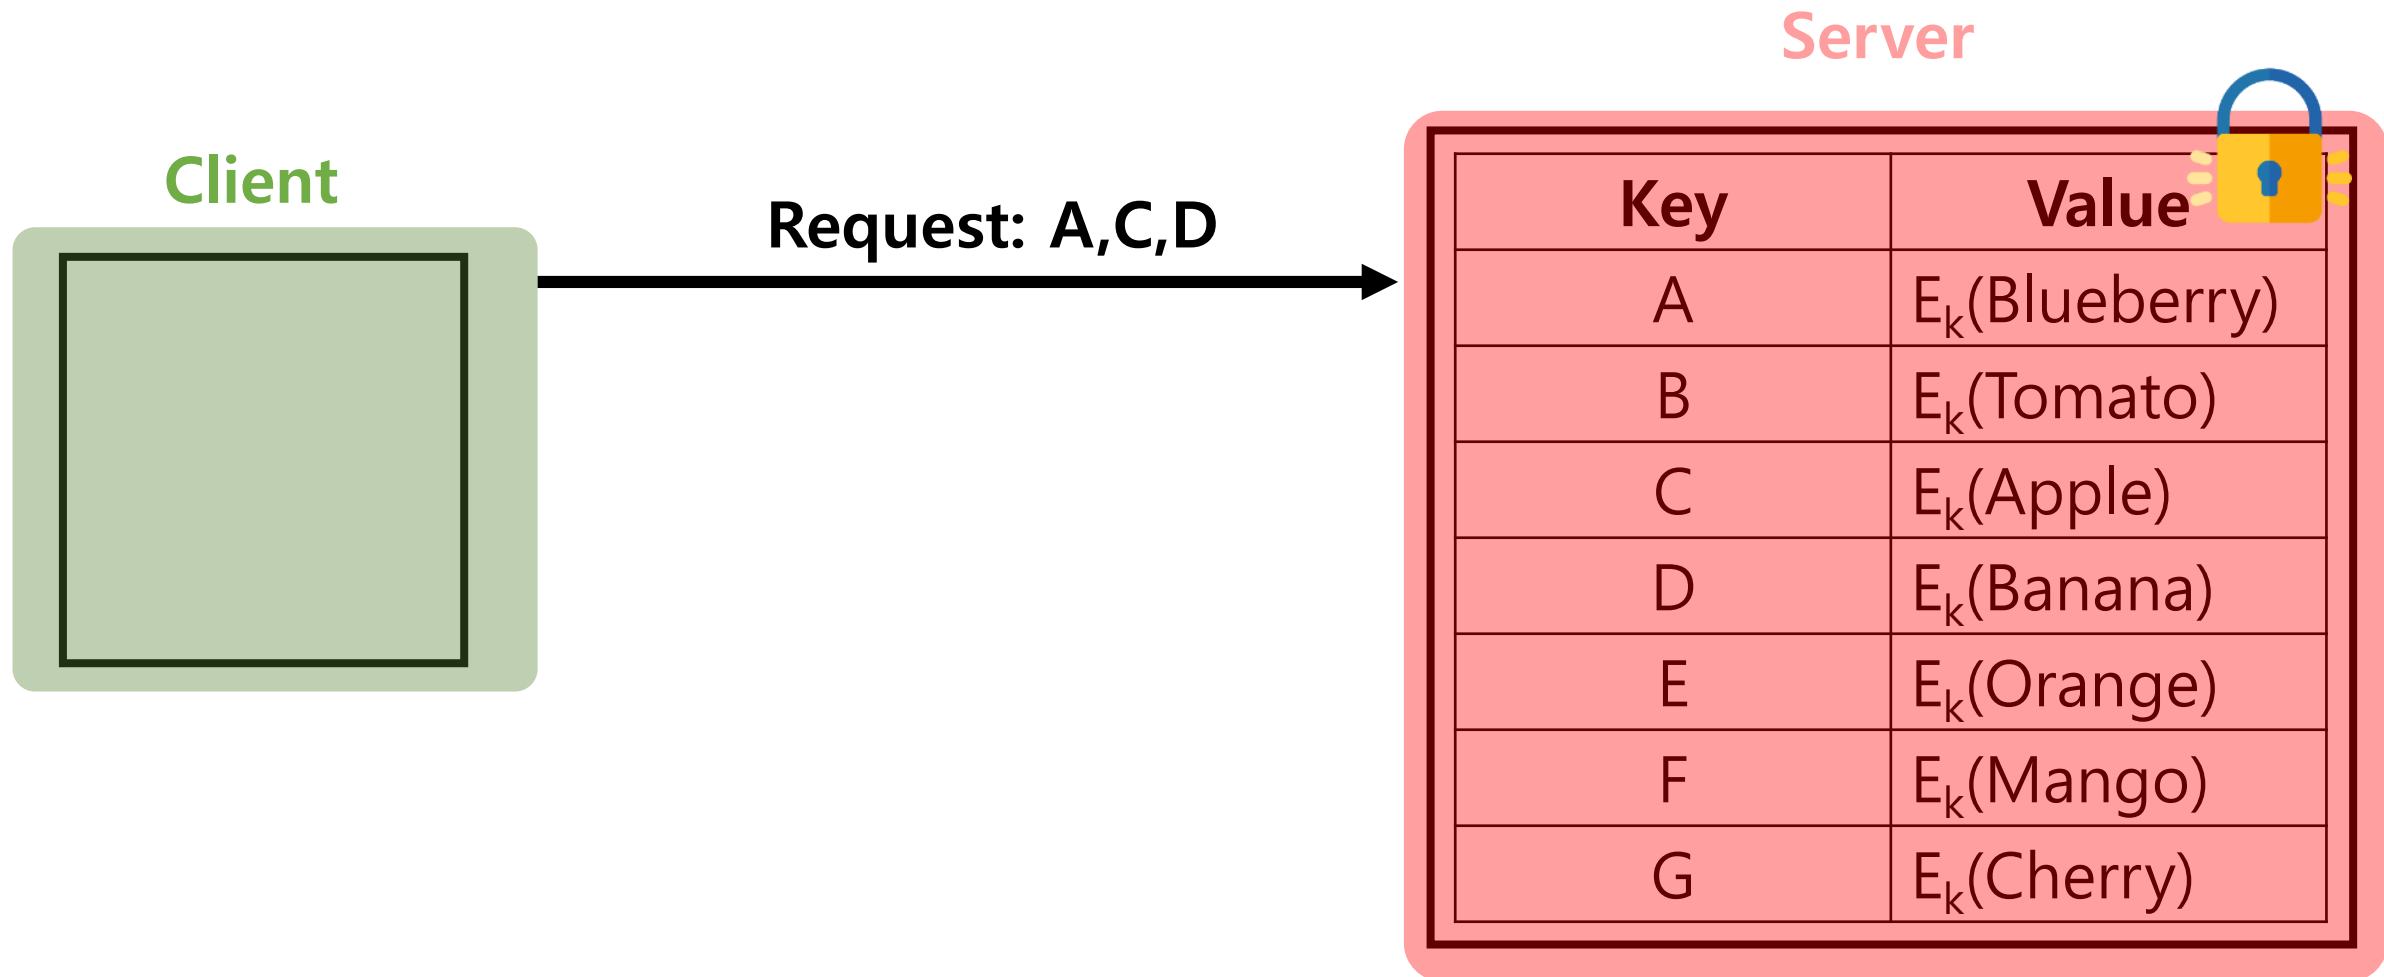 Server
Client
Request: A,C,D
Key Value
A Eₖ(Blueberry)
B Eₖ(Tomato)
C Eₖ(Apple)
D Eₖ(Banana)
E Eₖ(Orange)
F Eₖ(Mango)
G Eₖ(Cherry)